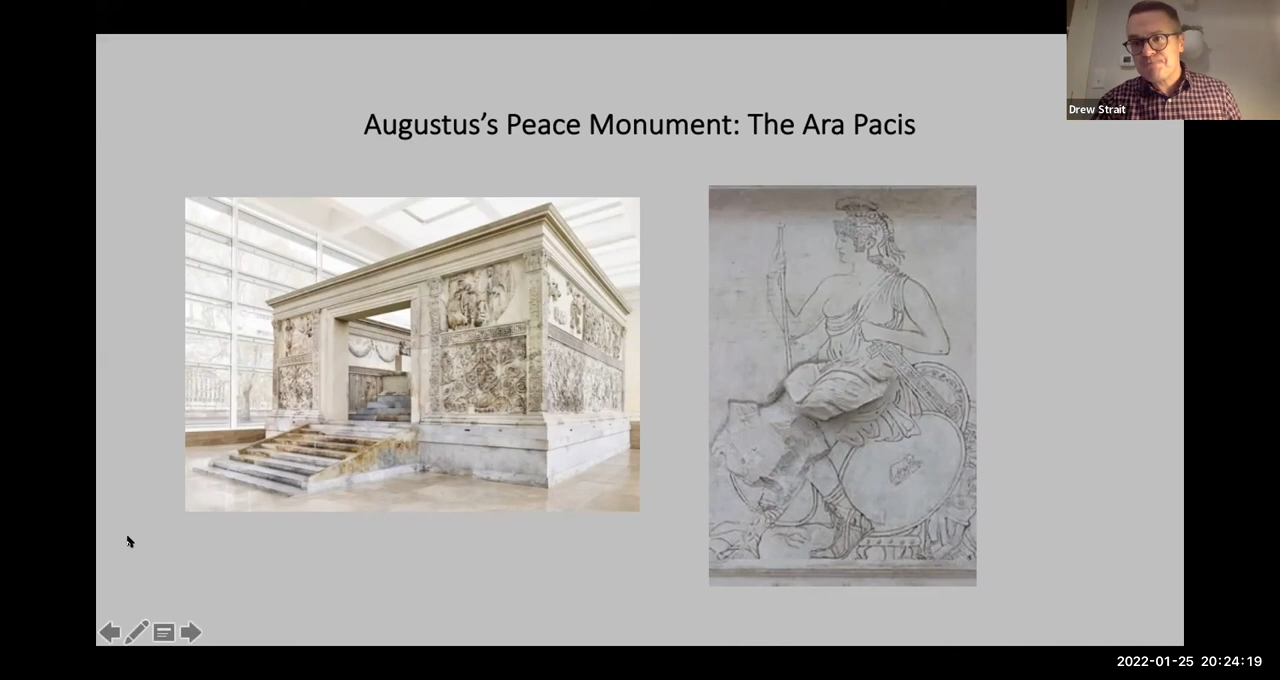 Augustus’s Peace Monument: The Ara Pacis
Drew Strait
2022-01-25 20:24:19